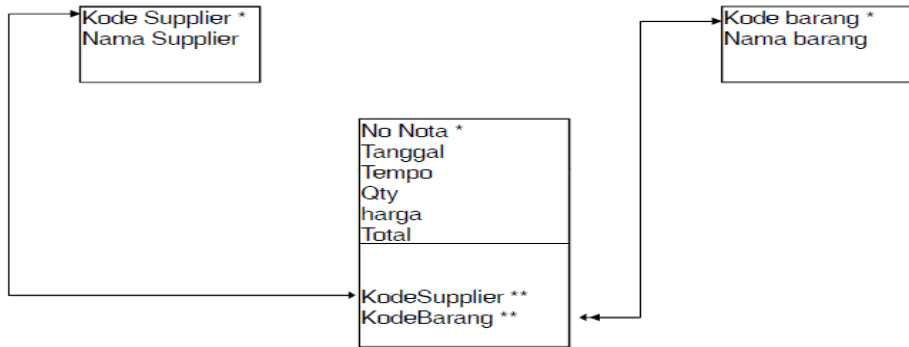 Kode Supplier *
Nama Supplier
Kode barang *
Nama barang
No Nota *
Tanggal
Tempo
Qty
harga
Total
KodeSupplier **
KodeBarang **